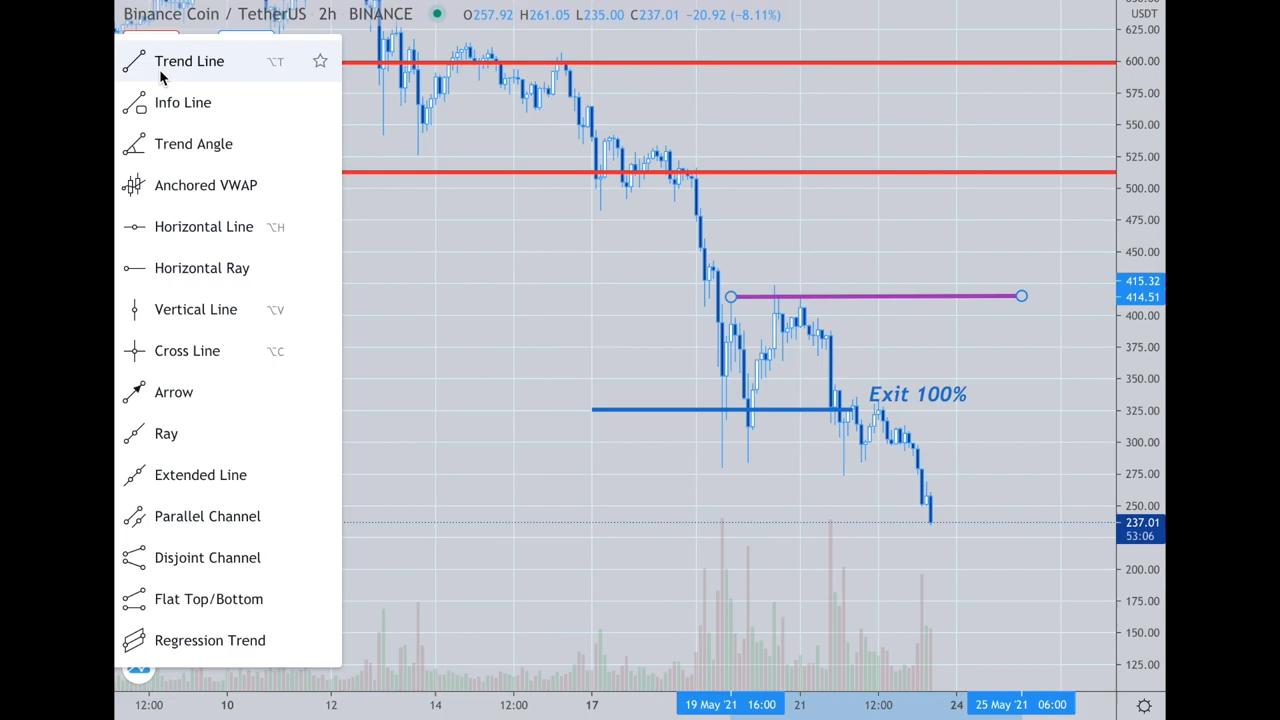 Binance Coin / TetherUS 2h BINANCE O257.92 H261.05 L235.00 C237.01 −20.92 (−8.11%)
USDT
Trend Line ⌥T
Info Line
Trend Angle
Anchored VWAP
Horizontal Line ⌥H
Horizontal Ray
Vertical Line ⌥V
Cross Line ⌥C
Arrow
Ray
Extended Line
Parallel Channel
Disjoint Channel
Flat Top/Bottom
Regression Trend
Exit 100%
625.00
600.00
575.00
550.00
525.00
500.00
475.00
450.00
415.32
414.51
400.00
375.00
350.00
325.00
300.00
275.00
250.00
237.01
53:06
200.00
175.00
150.00
125.00
12:00 10 12 14 12:00 17 19 May '21 16:00 21 12:00 24 25 May '21 06:00